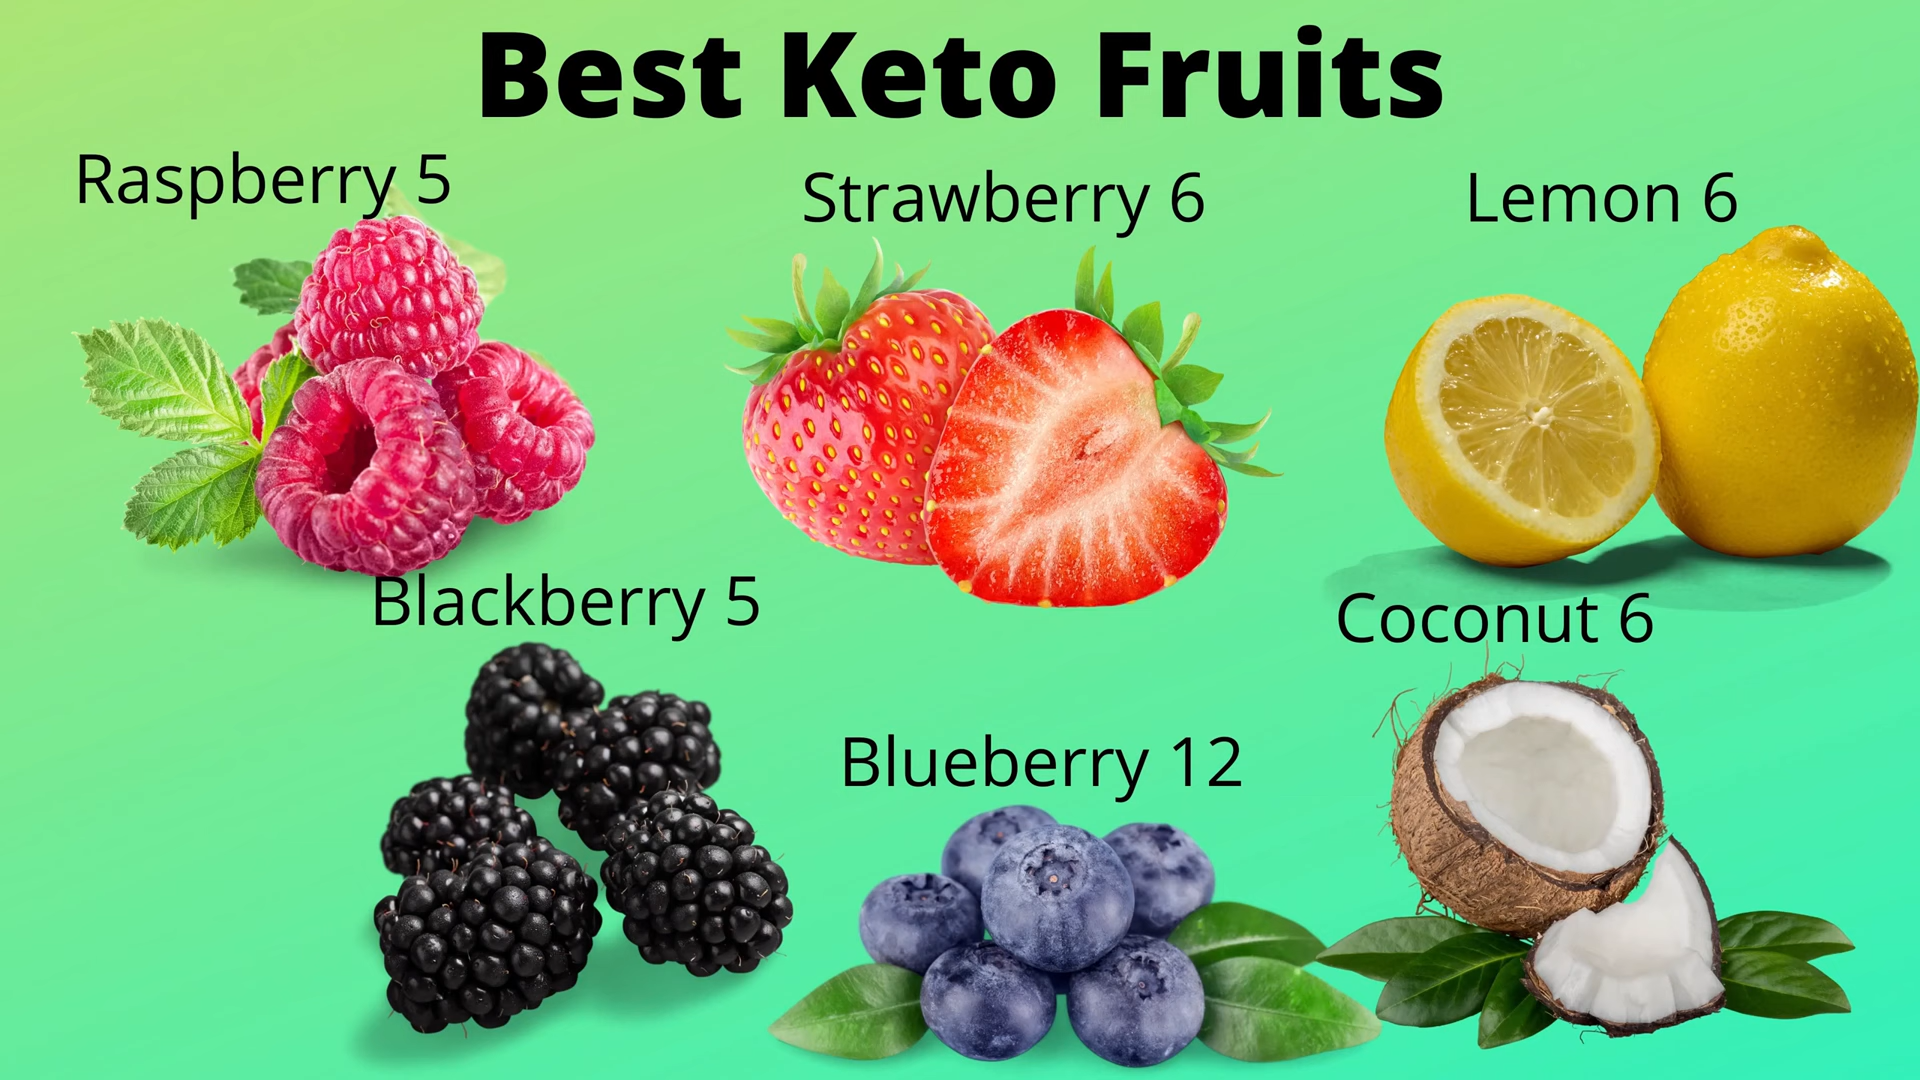 Best Keto Fruits
Raspberry 5
Strawberry 6
Lemon 6
Blackberry 5
Coconut 6
Blueberry 12